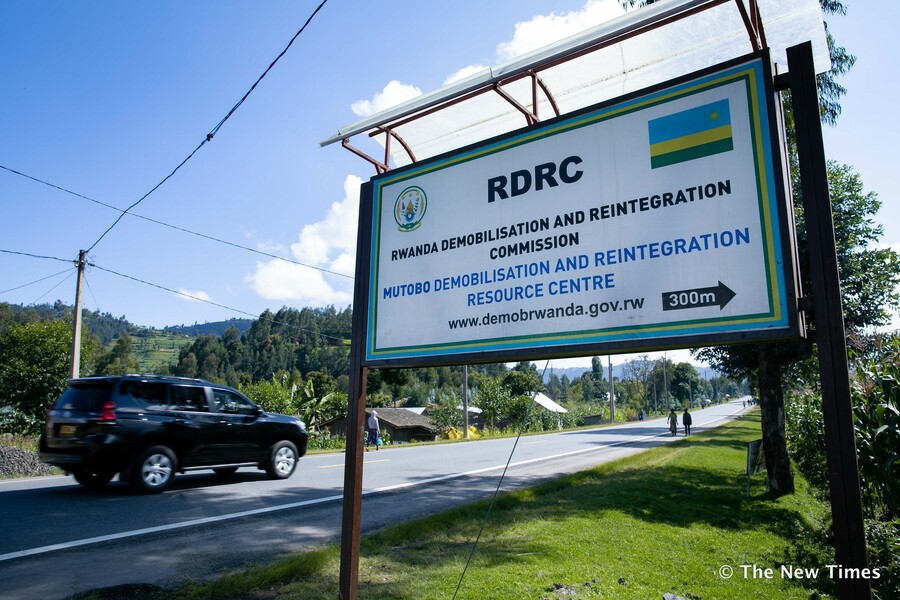 RDRC
RWANDA DEMOBILISATION AND REINTEGRATION
COMMISSION
MUTOBO DEMOBILISATION AND REINTEGRATION
RESOURCE CENTRE
www.demobrwanda.gov.rw
300m
© The New Times